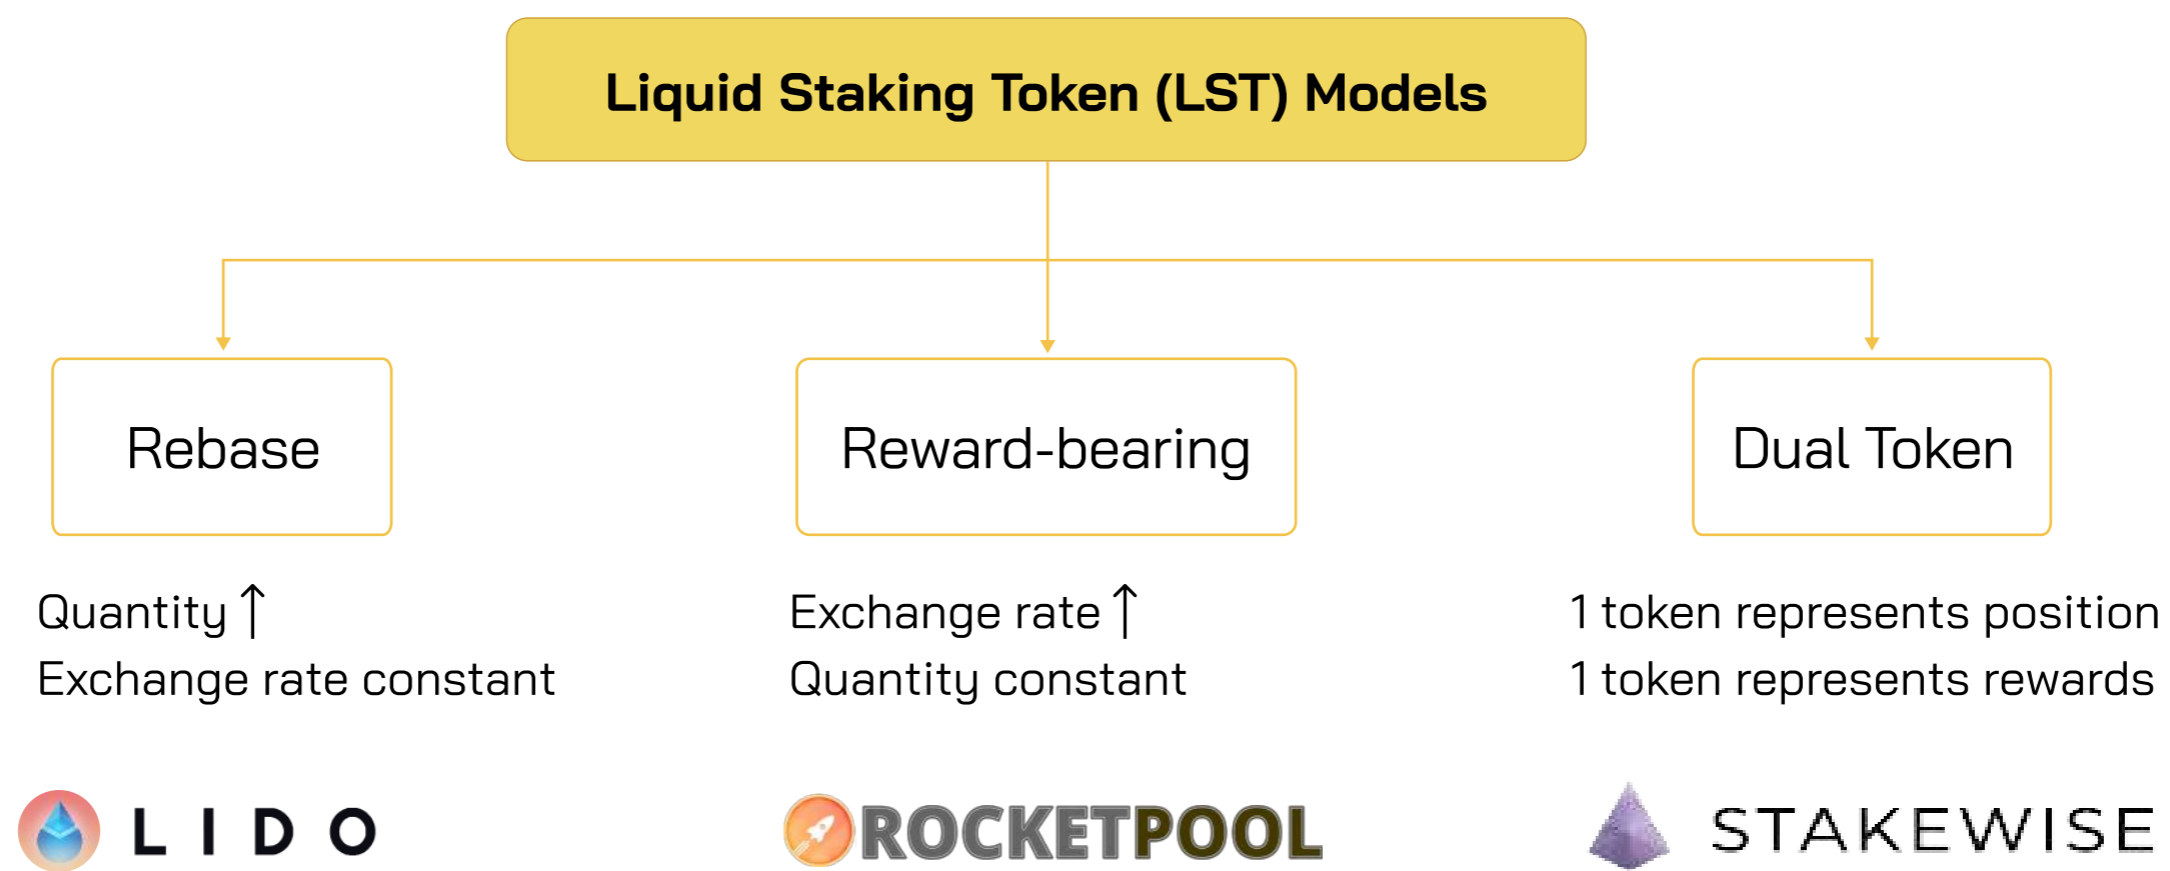 Liquid Staking Token (LST) Models
Rebase
Reward-bearing
Dual Token
Quantity ↑
Exchange rate constant
Exchange rate ↑
Quantity constant
1 token represents position
1 token represents rewards
LIDO
ROCKETPOOL
STAKEWISE